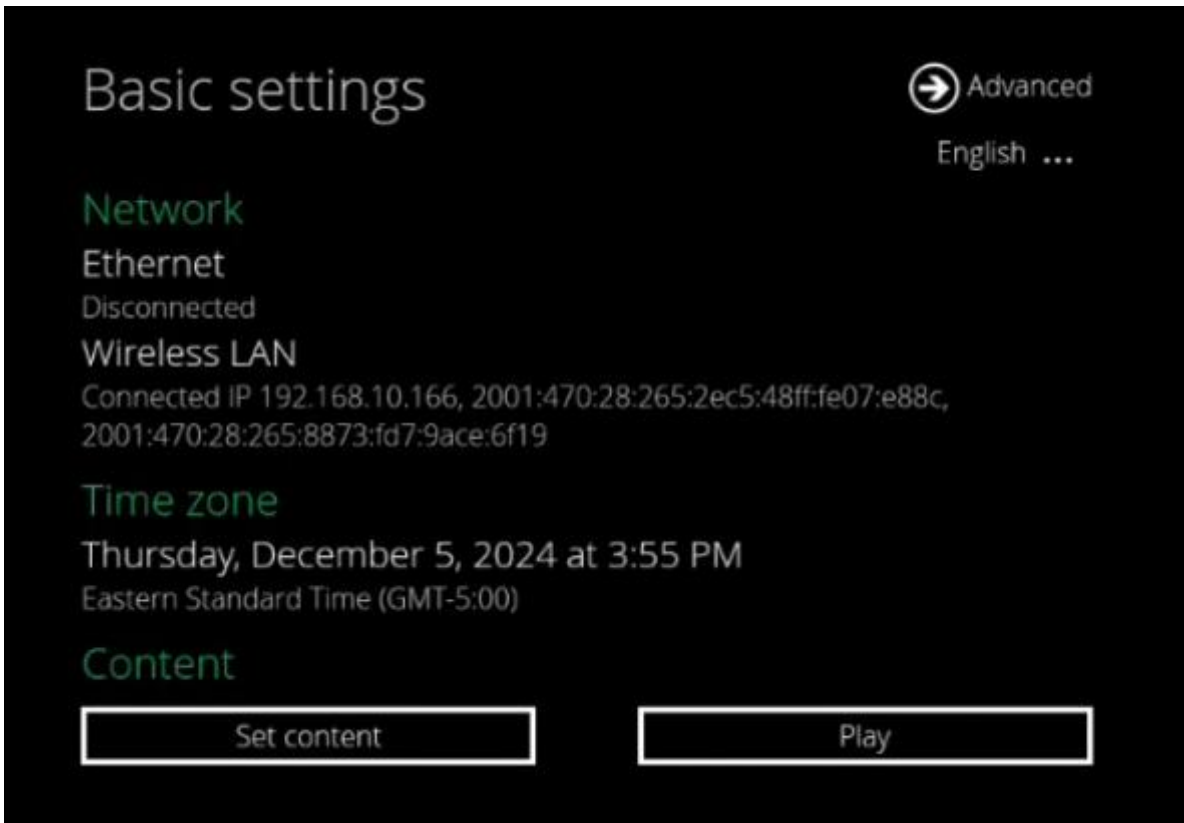 Basic settings
Advanced
English ...
Network
Ethernet
Disconnected
Wireless LAN
Connected IP 192.168.10.166, 2001:470:28:265:2ec5:48ff:fe07:e88c,
2001:470:28:265:8873:fd7:9ace:6f19
Time zone
Thursday, December 5, 2024 at 3:55 PM
Eastern Standard Time (GMT-5:00)
Content
Set content
Play